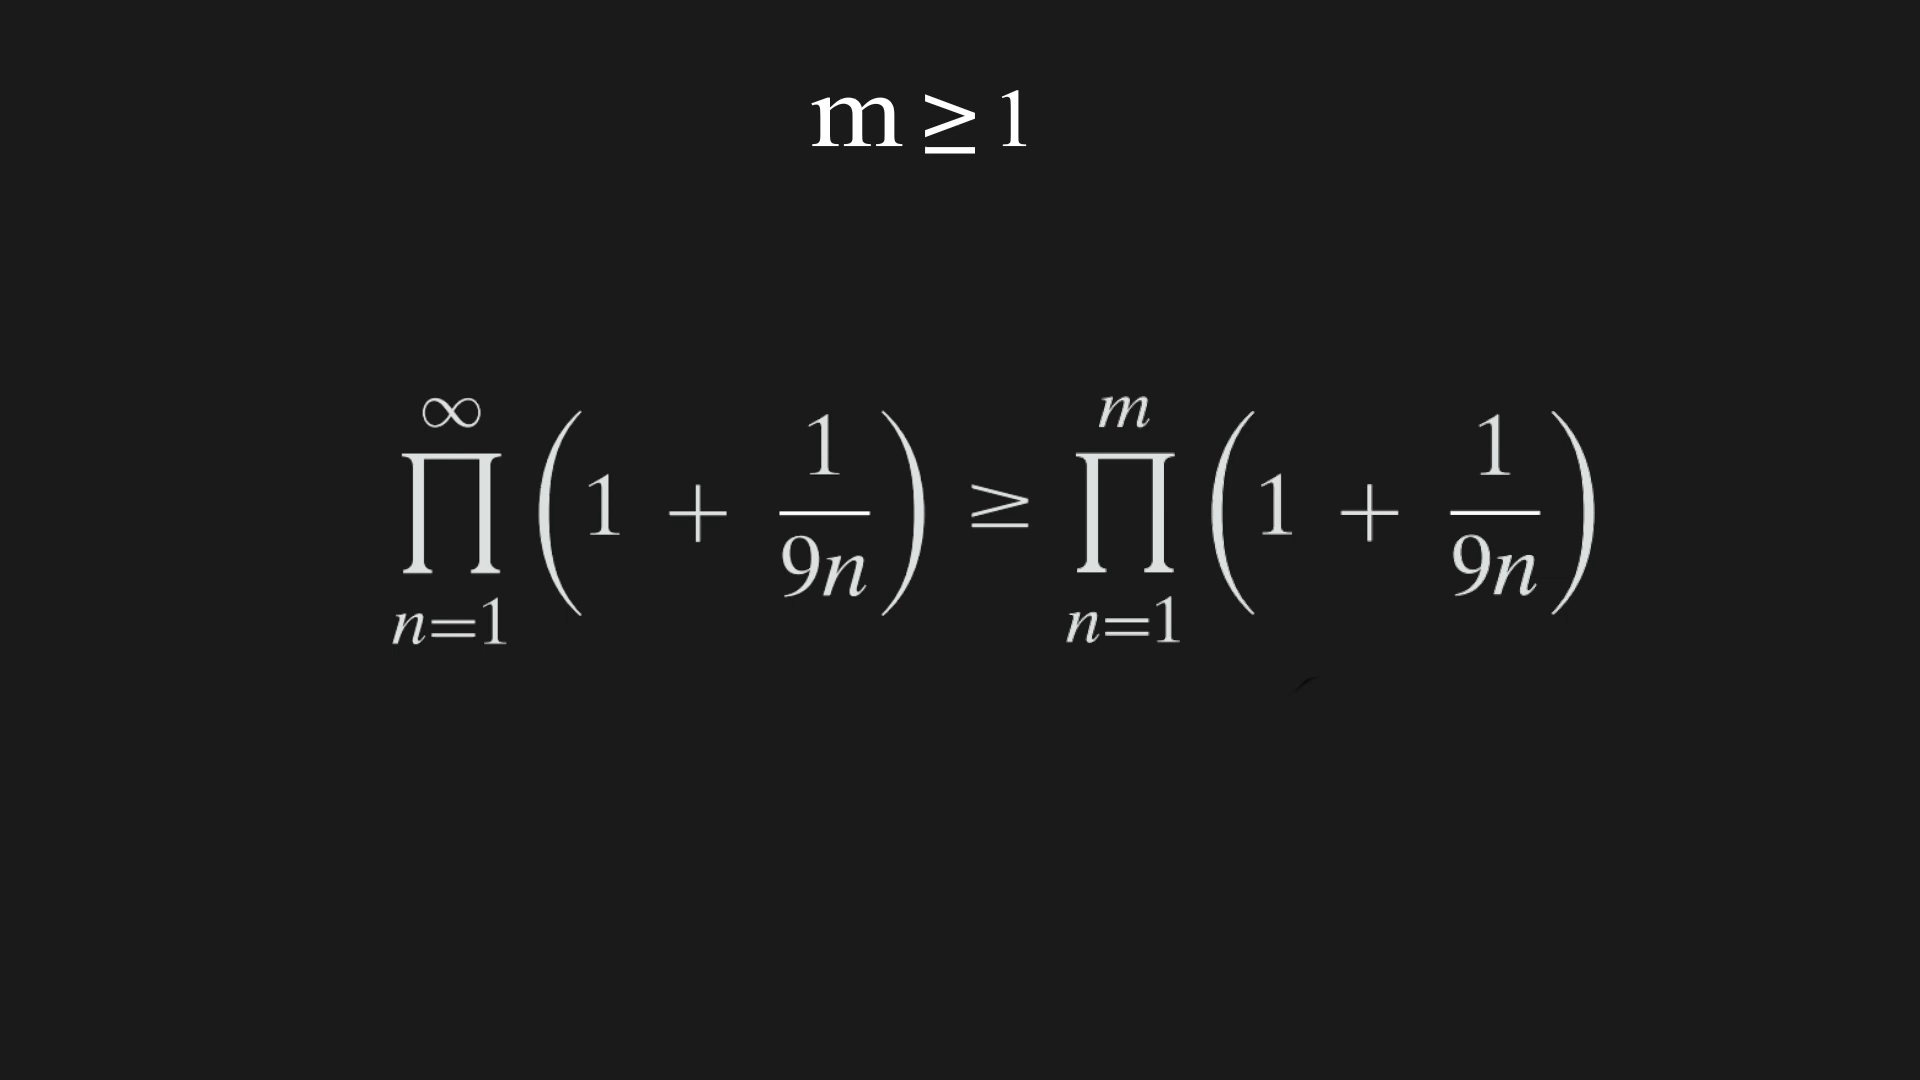 m ≥ 1
∞∏n=1 (1 + 1/9n) ≥ m∏n=1 (1 + 1/9n)